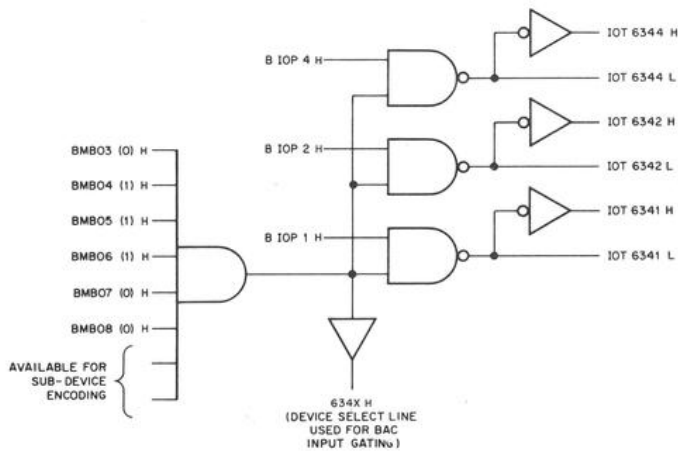 IOT 6344 H
B IOP 4 H
IOT 6344 L
IOT 6342 H
B IOP 2 H
IOT 6342 L
BMB03 (0) H
BMB04 (1) H
IOT 6341 H
BMB05 (1) H
B IOP 1 H
BMB06 (1) H
IOT 6341 L
BMB07 (0) H
BMB08 (0) H
AVAILABLE FOR
SUB-DEVICE
ENCODING
634X H
(DEVICE SELECT LINE
USED FOR BAC
INPUT GATING)